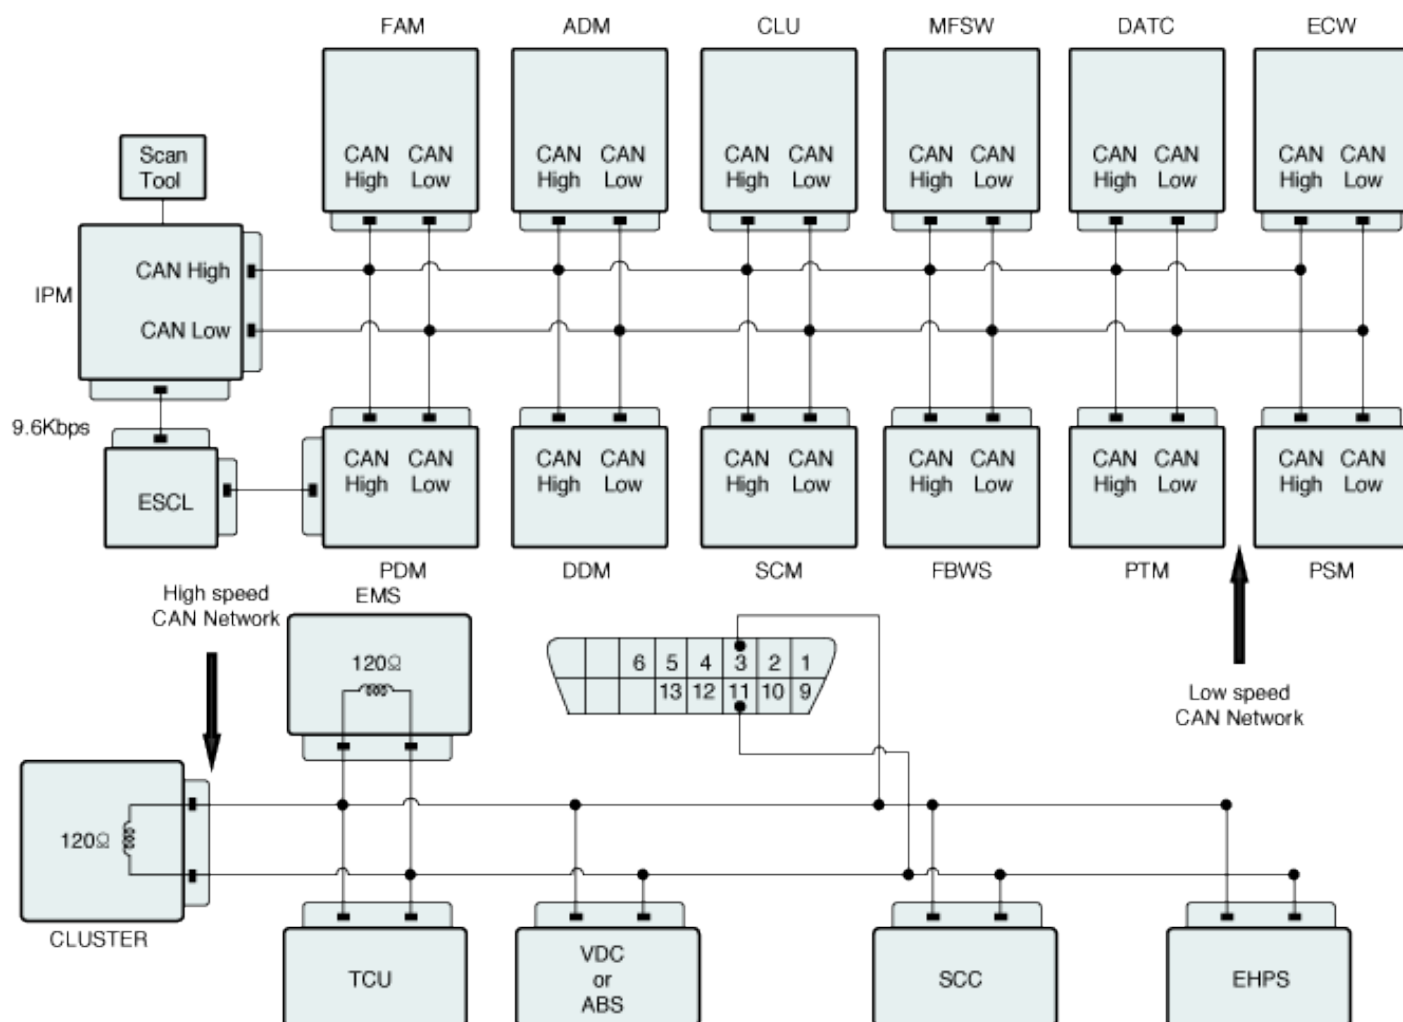 FAM ADM CLU MFSW DATC ECW
Scan
Tool
CAN CAN CAN CAN CAN CAN CAN CAN CAN CAN CAN CAN
High Low High Low High Low High Low High Low High Low
CAN High
IPM
CAN Low
9.6Kbps
CAN CAN CAN CAN CAN CAN CAN CAN CAN CAN CAN CAN
High Low High Low High Low High Low High Low High Low
ESCL
PDM DDM SCM FBWS PTM PSM
High speed
CAN Network
EMS
120Ω
6 5 4 3 2 1
13 12 11 10 9
Low speed
CAN Network
120Ω
CLUSTER
TCU
VDC
or
ABS
SCC
EHPS